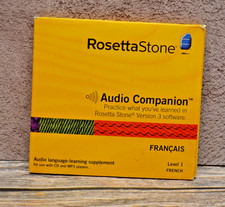 RosettaStone®
Audio Companion™
Practice what you've learned in
Rosetta Stone® Version 3 software.
FRANÇAIS
Audio language-learning supplement
for use with CD and MP3 players.
Level 1
FRENCH